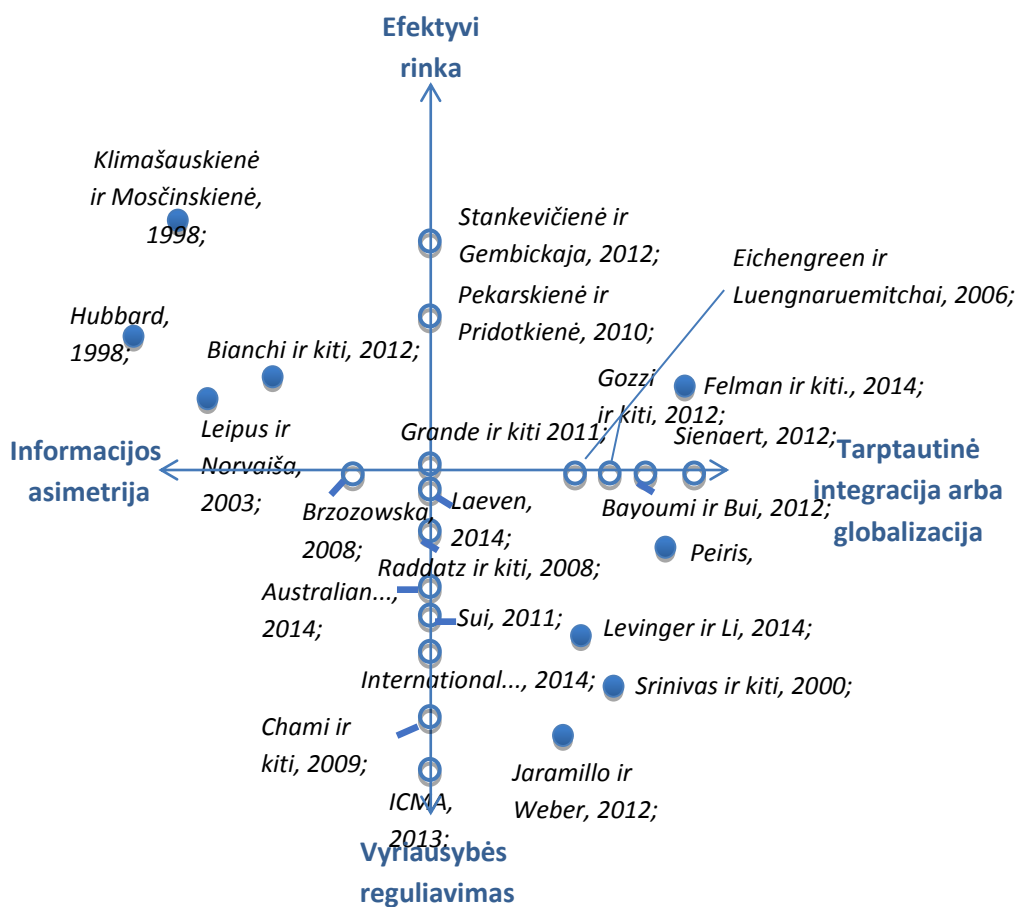 Efektyvi
rinka
Klimašauskienė
ir Mosčinskienė,
1998;
Stankevičienė ir
Gembickaja, 2012;
Eichengreen ir
Luengnaruemitchai, 2006;
Pekarskienė ir
Pridotkienė, 2010;
Hubbard,
1998;
Bianchi ir kiti, 2012;
Gozzi
ir kiti, 2012;
Felman ir kiti., 2014;
Leipus ir
Norvaiša,
2003;
Grande ir kiti 2011;
Sienaert, 2012;
Informacijos
asimetrija
Tarptautinė
integracija arba
globalizacija
Brzozowska,
2008;
Laeven,
2014;
Bayoumi ir Bui, 2012;
Peiris,
Raddatz ir kiti, 2008;
Australian...,
2014;
Sui, 2011;
Levinger ir Li, 2014;
International..., 2014;
Srinivas ir kiti, 2000;
Chami ir
kiti, 2009;
Jaramillo ir
Weber, 2012;
ICMA,
2013;
Vyriausybės
reguliavimas